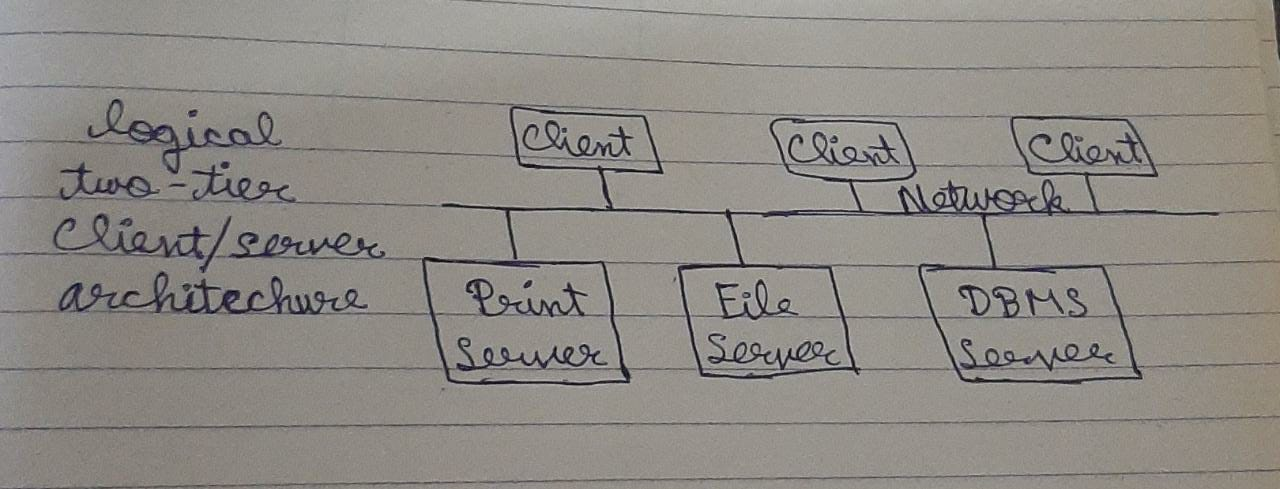 logical
two-tier
Client/server
architechure
Client
Client
Client
Network
Print
Server
File
Server
DBMS
Server